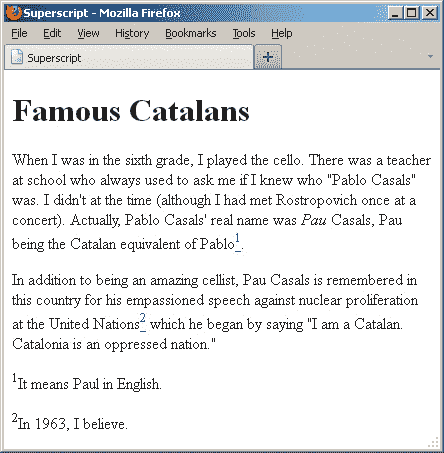 Superscript - Mozilla Firefox
File Edit View History Bookmarks Tools Help
Superscript
Famous Catalans
When I was in the sixth grade, I played the cello. There was a teacher
at school who always used to ask me if I knew who "Pablo Casals"
was. I didn't at the time (although I had met Rostropovich once at a
concert). Actually, Pablo Casals' real name was Pau Casals, Pau
being the Catalan equivalent of Pablo¹.
In addition to being an amazing cellist, Pau Casals is remembered in
this country for his empassioned speech against nuclear proliferation
at the United Nations² which he began by saying "I am a Catalan.
Catalonia is an oppressed nation."
¹It means Paul in English.
²In 1963, I believe.